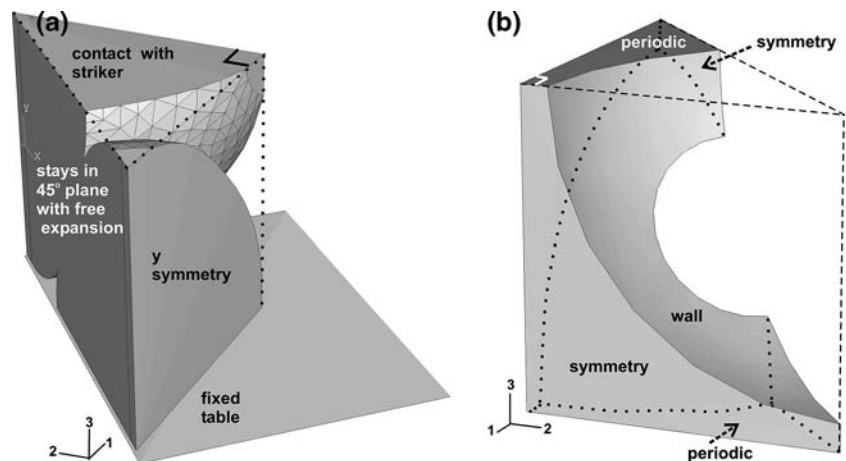 (a)
contact with
striker
Y
X
stays in
45° plane
with free
expansion
y
symmetry
fixed
table
3
2
1
(b)
periodic
symmetry
wall
symmetry
3
1
2
periodic